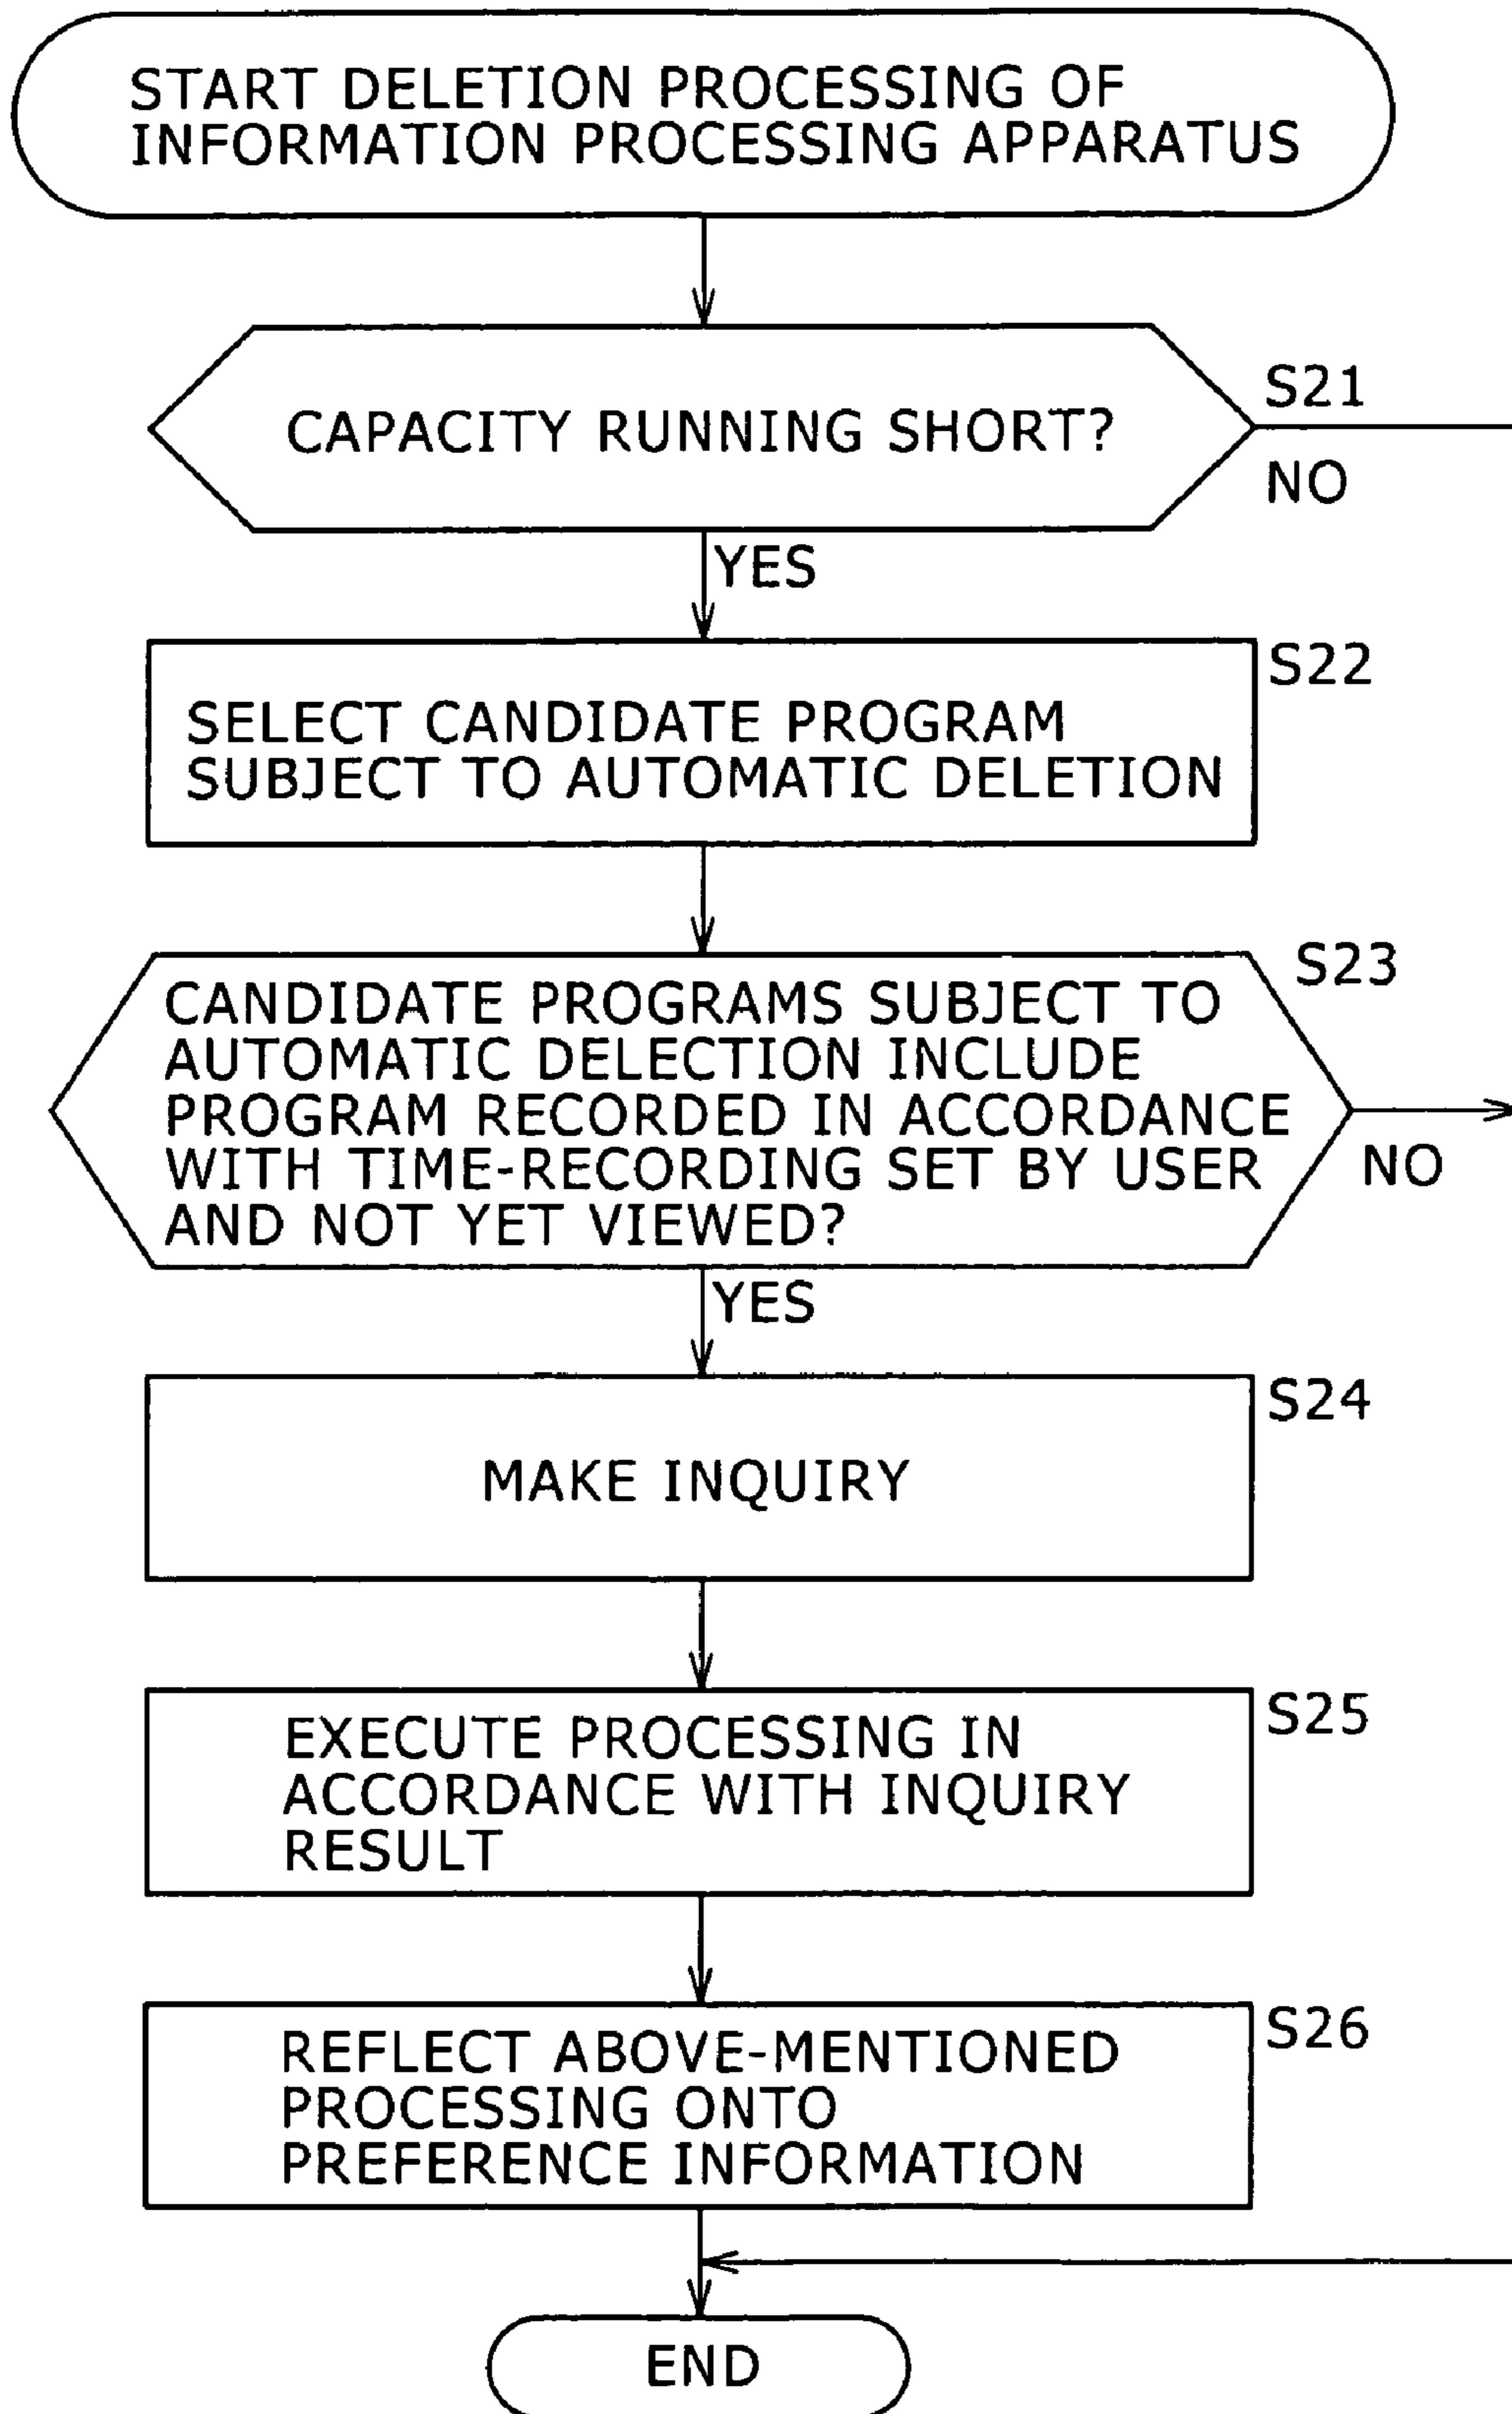 START DELETION PROCESSING OF
INFORMATION PROCESSING APPARATUS
CAPACITY RUNNING SHORT?
S21
NO
YES
S22
SELECT CANDIDATE PROGRAM
SUBJECT TO AUTOMATIC DELETION
S23
CANDIDATE PROGRAMS SUBJECT TO
AUTOMATIC DELECTION INCLUDE
PROGRAM RECORDED IN ACCORDANCE
WITH TIME-RECORDING SET BY USER
AND NOT YET VIEWED?
NO
YES
S24
MAKE INQUIRY
S25
EXECUTE PROCESSING IN
ACCORDANCE WITH INQUIRY
RESULT
S26
REFLECT ABOVE-MENTIONED
PROCESSING ONTO
PREFERENCE INFORMATION
END